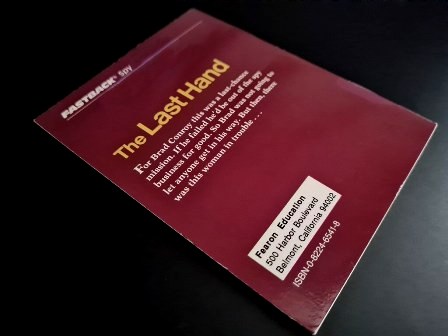 FASTBACK® SPY
The Last Hand
For Brad Conroy this was a last-chance
mission. If he failed he'd be out of the spy
business for good. So Brad was not going to
let anyone get in his way. But then, there
was this woman in trouble . . .
Fearon Education
500 Harbor Boulevard
Belmont, California 94002
ISBN-0-8224-6541-9